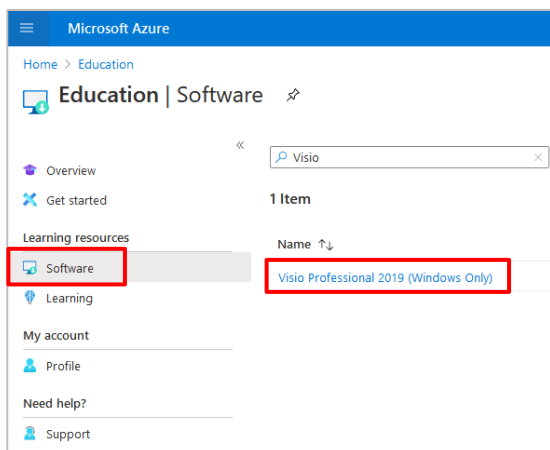 Microsoft Azure
Home > Education
Education | Software
«
Overview
Get started
Learning resources
Software
Learning
My account
Profile
Need help?
Support
Visio
1 Item
Name ↑↓
Visio Professional 2019 (Windows Only)